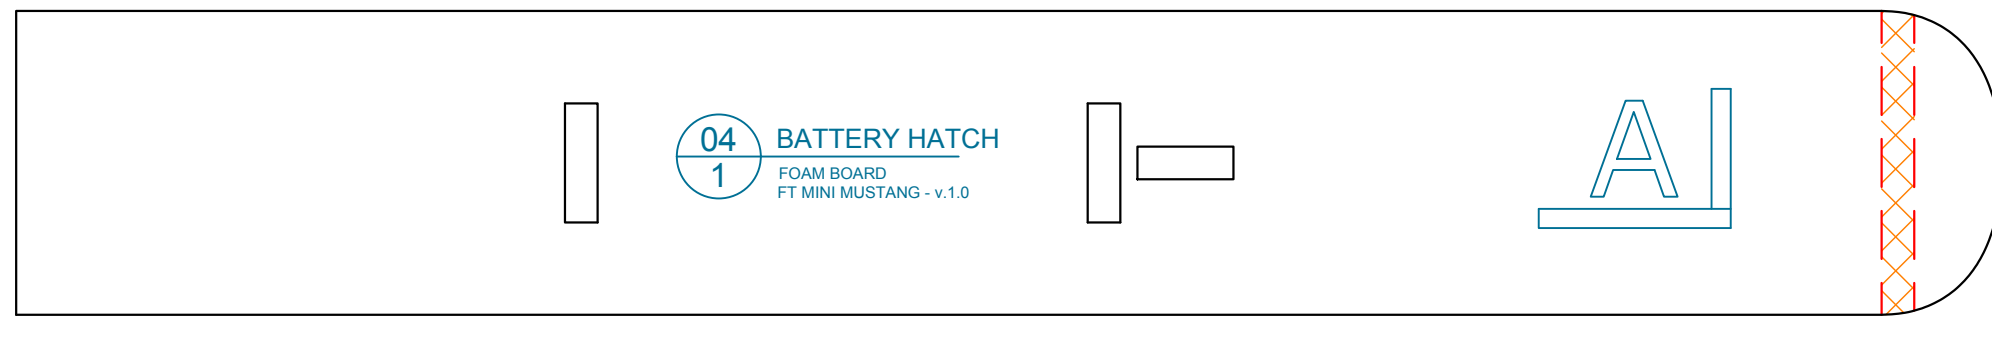 04
1
BATTERY HATCH
FOAM BOARD
FT MINI MUSTANG - v.1.0
A